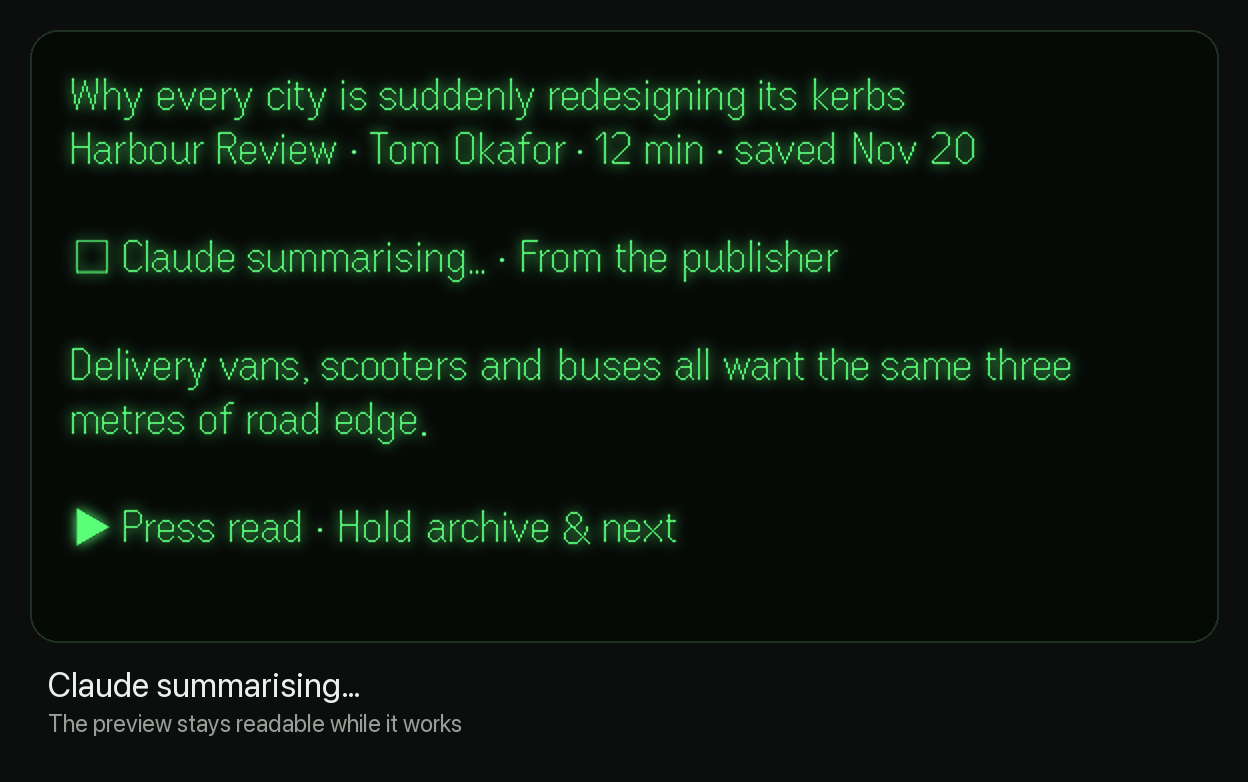 Why every city is suddenly redesigning its kerbs
Harbour Review · Tom Okafor · 12 min · saved Nov 20
□ Claude summarising… · From the publisher
Delivery vans, scooters and buses all want the same three
metres of road edge.
▶ Press read · Hold archive & next
Claude summarising…
The preview stays readable while it works